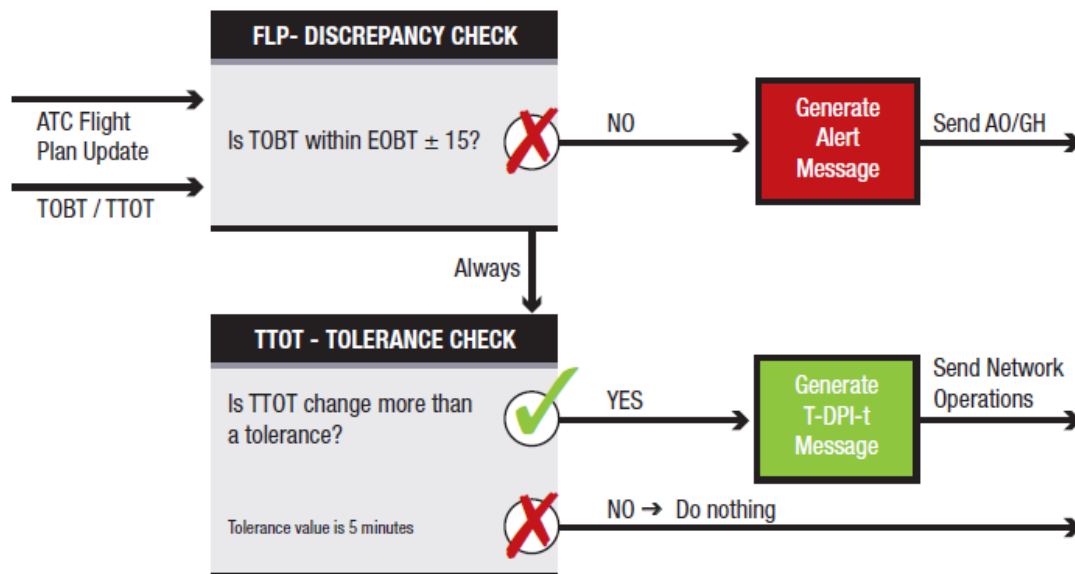 FLP- DISCREPANCY CHECK
ATC Flight
Plan Update
TOBT / TTOT
Is TOBT within EOBT ± 15?
NO
Generate
Alert
Message
Send AO/GH
Always
TTOT - TOLERANCE CHECK
Is TTOT change more than
a tolerance?
YES
Generate
T-DPI-t
Message
Send Network
Operations
Tolerance value is 5 minutes
NO → Do nothing